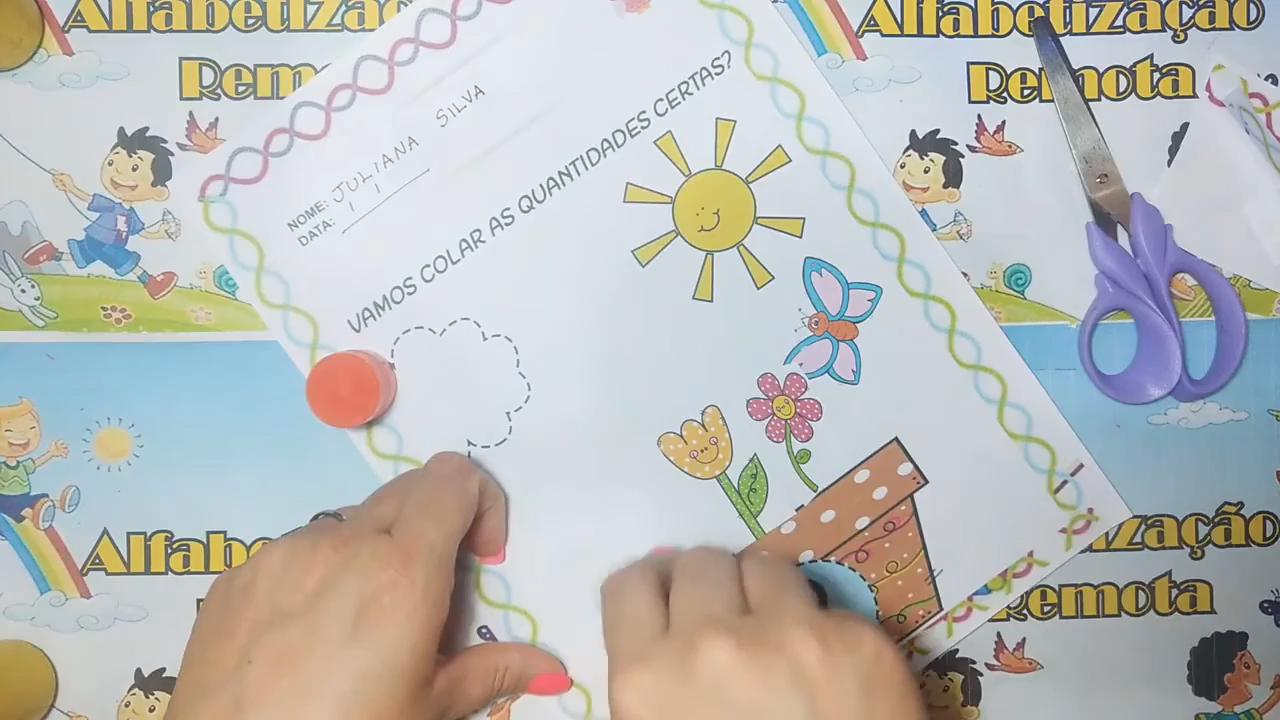 Alfabetização
Remota
Alfabetização
Remota
NOME: JULIANA SILVA
DATA:
VAMOS COLAR AS QUANTIDADES CERTAS?
Alfabe
ização
Remota